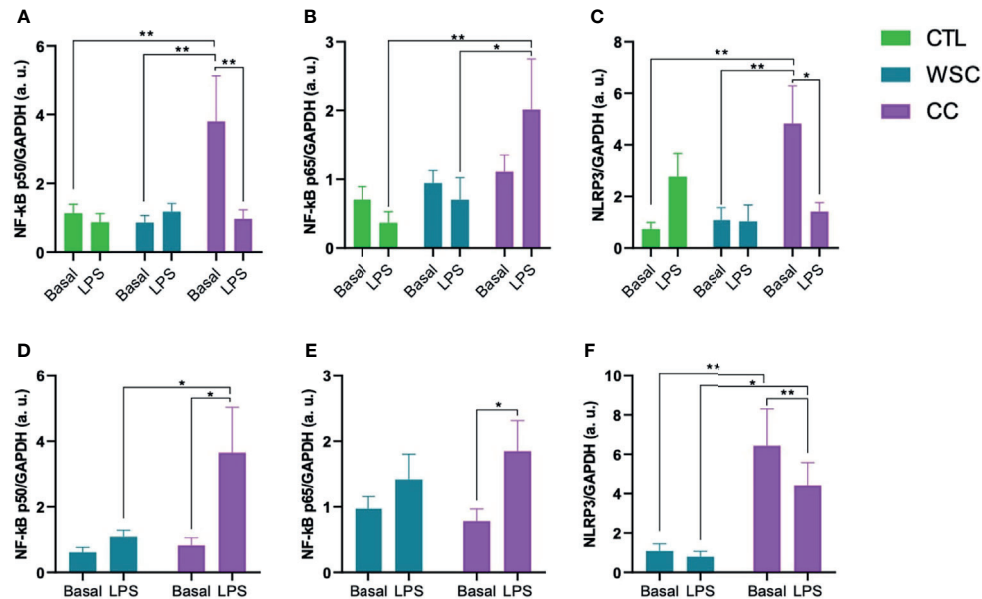 A
NF-kB p50/GAPDH (a. u.)
6
4
2
0
**
**
**
Basal LPS Basal LPS Basal LPS
B
NF-kB p65/GAPDH (a. u.)
3
2
1
0
**
*
Basal LPS Basal LPS Basal LPS
C
NLRP3/GAPDH (a. u.)
8
6
4
2
0
**
**
*
Basal LPS Basal LPS Basal LPS
CTL
WSC
CC
D
NF-kB p50/GAPDH (a. u.)
6
4
2
0
*
*
Basal LPS Basal LPS
E
NF-kB p65/GAPDH (a. u.)
3
2
1
0
*
Basal LPS Basal LPS
F
NLRP3/GAPDH (a. u.)
10
8
6
4
2
0
**
*
**
Basal LPS Basal LPS